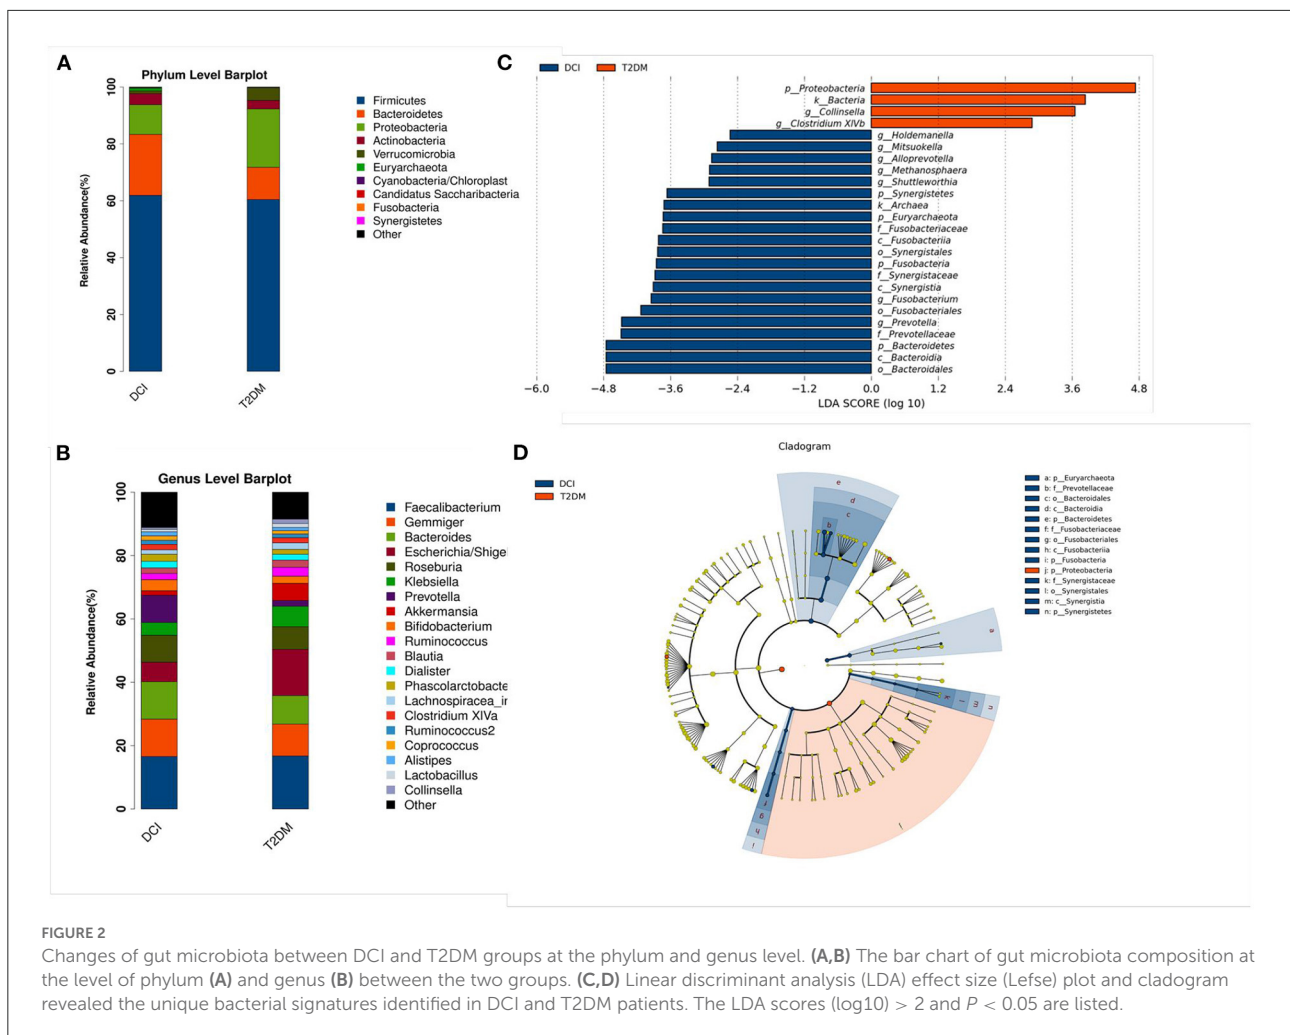 A
Phylum Level Barplot
Relative Abundance(%)
100
80
60
40
20
0
DCI
T2DM
Firmicutes
Bacteroidetes
Proteobacteria
Actinobacteria
Verrucomicrobia
Euryarchaeota
Cyanobacteria/Chloroplast
Candidatus Saccharibacteria
Fusobacteria
Synergistetes
Other
B
Genus Level Barplot
Relative Abundance(%)
100
80
60
40
20
0
DCI
T2DM
Faecalibacterium
Gemmiger
Bacteroides
Escherichia/Shigel
Roseburia
Klebsiella
Prevotella
Akkermansia
Bifidobacterium
Ruminococcus
Blautia
Dialister
Phascolarctobacte
Lachnospiracea_in
Clostridium XIVa
Ruminococcus2
Coprococcus
Alistipes
Lactobacillus
Collinsella
Other
C
DCI T2DM
p__Proteobacteria
k__Bacteria
g__Collinsella
g__Clostridium XIVb
g__Holdemanella
g__Mitsuokella
g__Alloprevotella
g__Methanosphaera
g__Shuttleworthia
p__Synergistetes
k__Archaea
p__Euryarchaeota
f__Fusobacteriaceae
c__Fusobacteriia
o__Synergistales
p__Fusobacteria
f__Synergistaceae
c__Synergistia
g__Fusobacterium
o__Fusobacteriales
g__Prevotella
f__Prevotellaceae
p__Bacteroidetes
c__Bacteroidia
o__Bacteroidales
−6.0 −4.8 −3.6 −2.4 −1.2 0.0 1.2 2.4 3.6 4.8
LDA SCORE (log 10)
D
Cladogram
DCI
T2DM
e
d
c
b
a
k l m n
j
f
g
h
i
a: p__Euryarchaeota
b: f__Prevotellaceae
c: o__Bacteroidales
d: c__Bacteroidia
e: p__Bacteroidetes
f: f__Fusobacteriaceae
g: o__Fusobacteriales
h: c__Fusobacteriia
i: p__Fusobacteria
j: p__Proteobacteria
k: f__Synergistaceae
l: o__Synergistales
m: c__Synergistia
n: p__Synergistetes
FIGURE 2
Changes of gut microbiota between DCI and T2DM groups at the phylum and genus level. (A,B) The bar chart of gut microbiota composition at
the level of phylum (A) and genus (B) between the two groups. (C,D) Linear discriminant analysis (LDA) effect size (Lefse) plot and cladogram
revealed the unique bacterial signatures identified in DCI and T2DM patients. The LDA scores (log10) > 2 and P < 0.05 are listed.